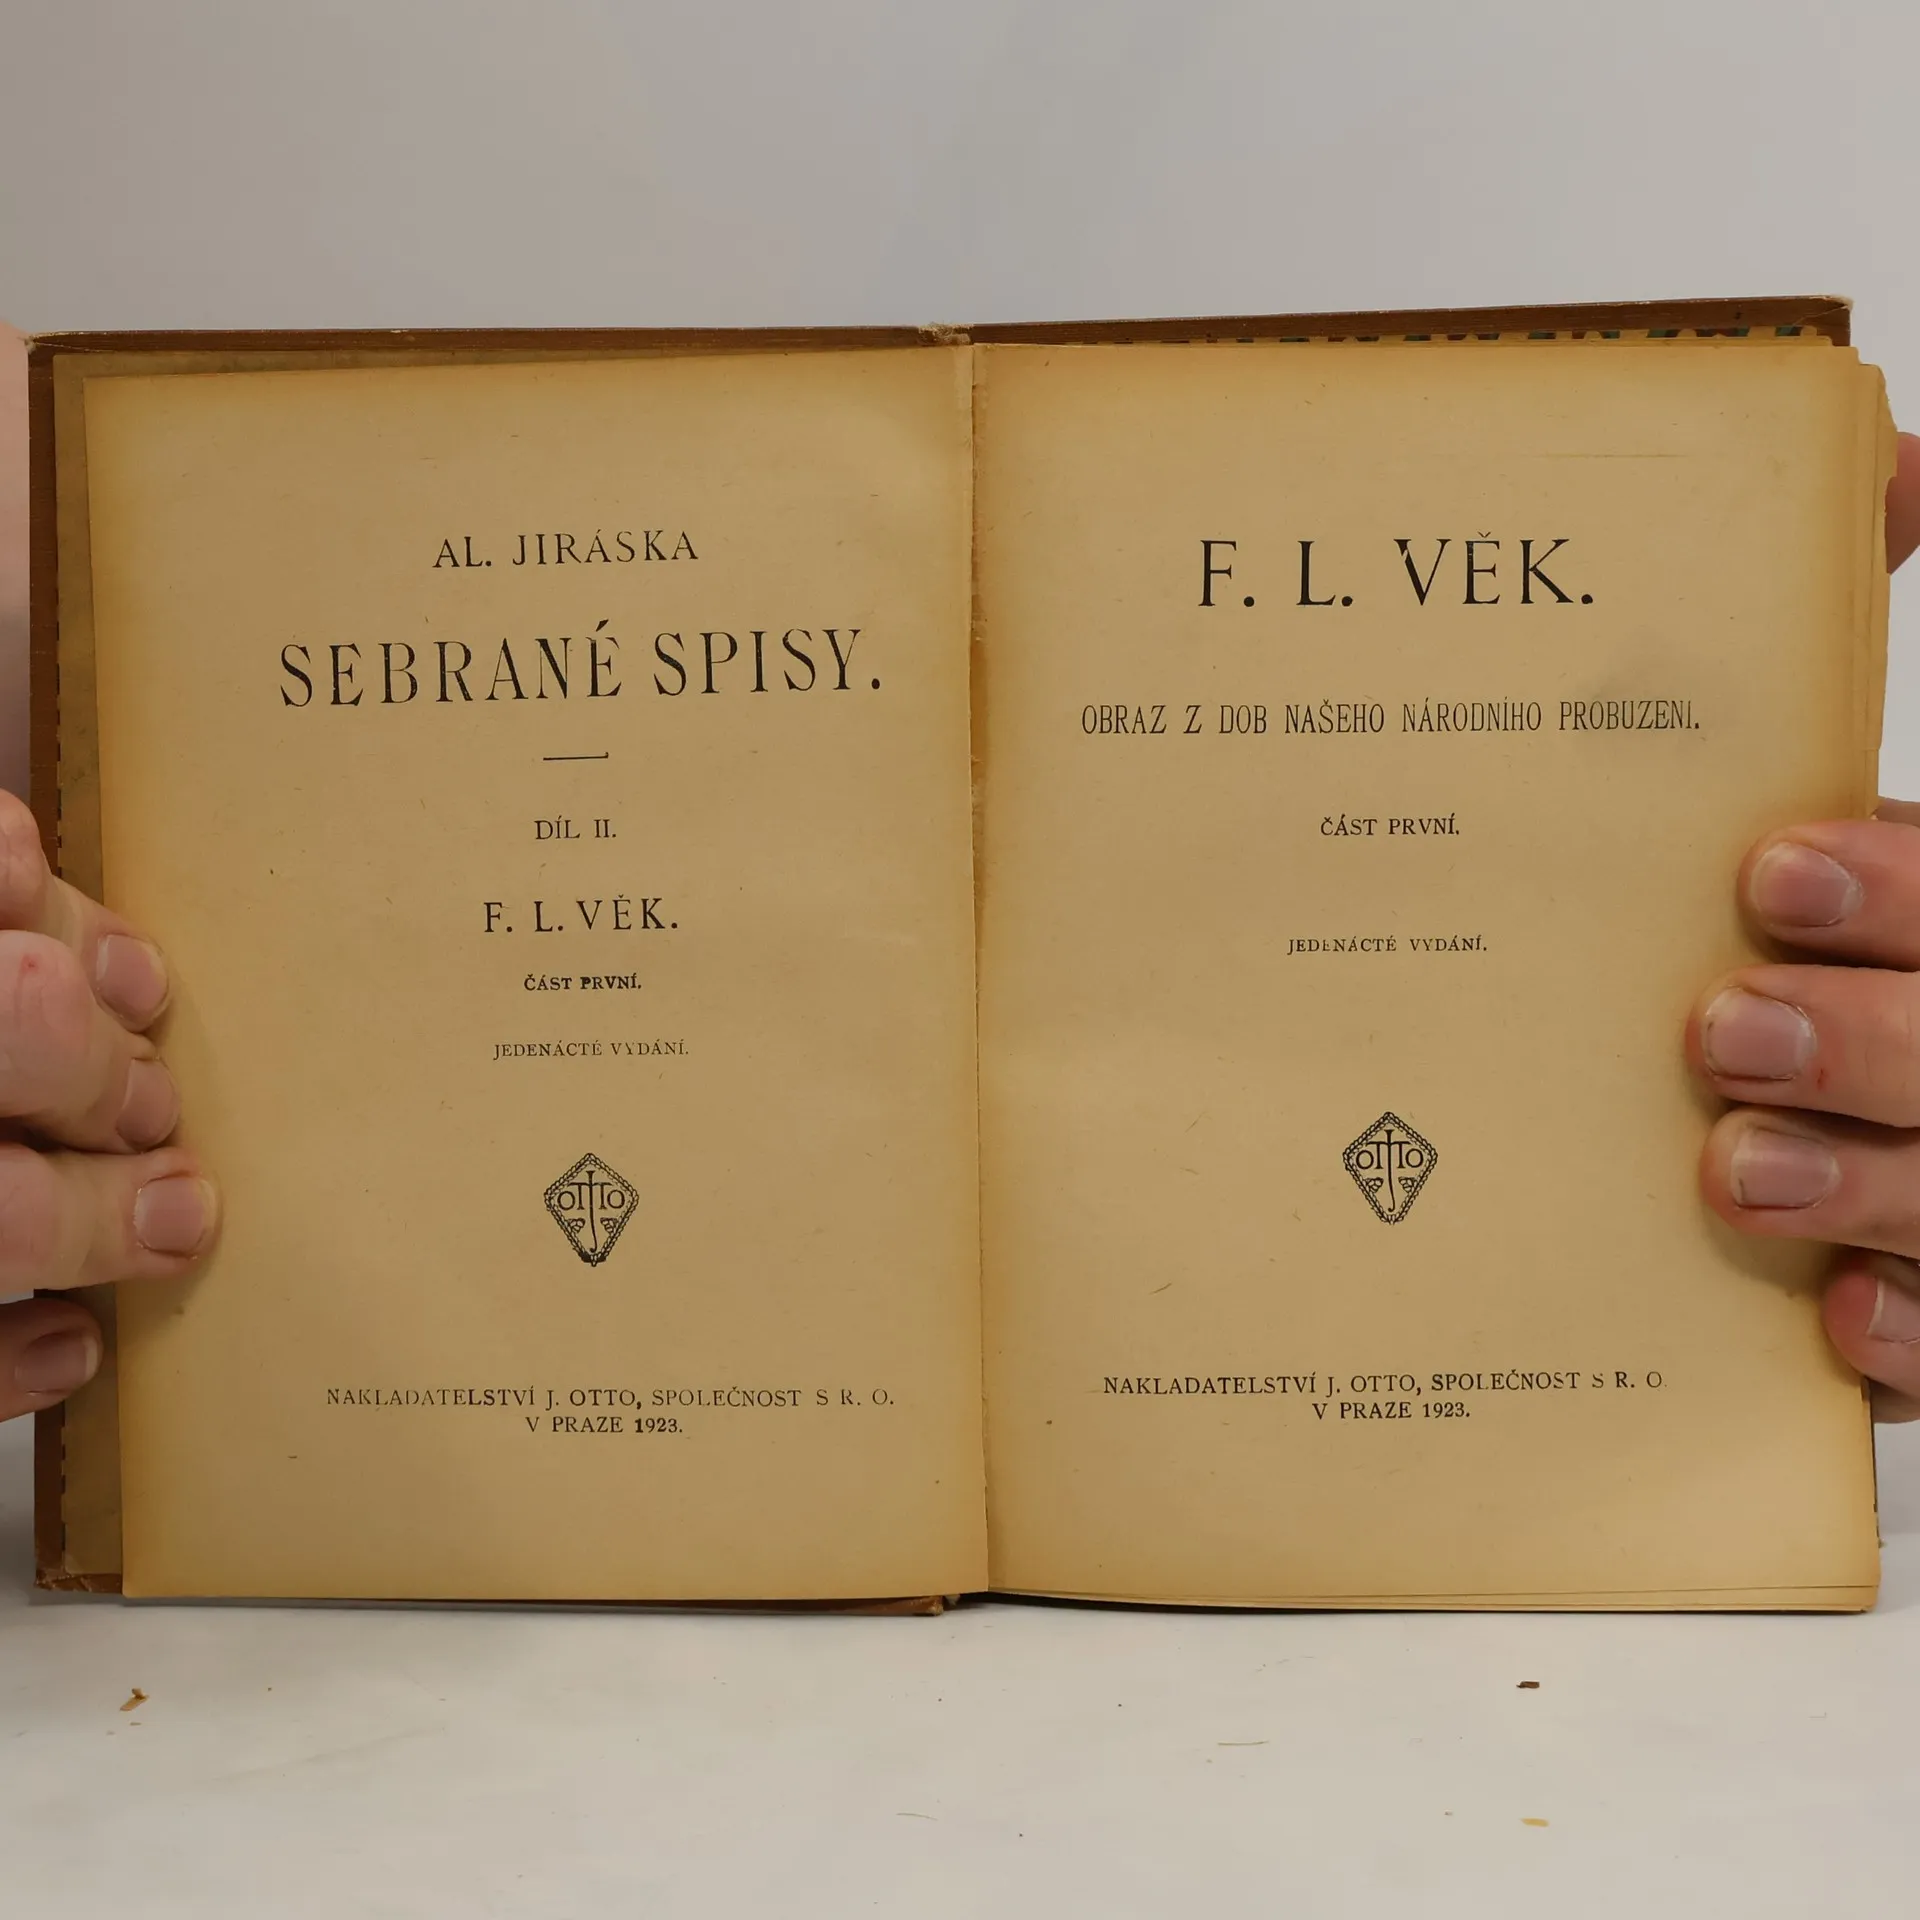 AL. JIRÁSKA
SEBRANÉ SPISY.
DÍL II.
F. L. VĚK.
ČÁST PRVNÍ.
JEDENÁCTÉ VYDÁNÍ.
OTTO
NAKLADATELSTVÍ J. OTTO, SPOLEČNOST S R. O.
V PRAZE 1923.
F. L. VĚK.
OBRAZ Z DOB NAŠEHO NÁRODNÍHO PROBUZENÍ.
ČÁST PRVNÍ.
JEDENÁCTÉ VYDÁNÍ.
OTTO
NAKLADATELSTVÍ J. OTTO, SPOLEČNOST S R. O.
V PRAZE 1923.